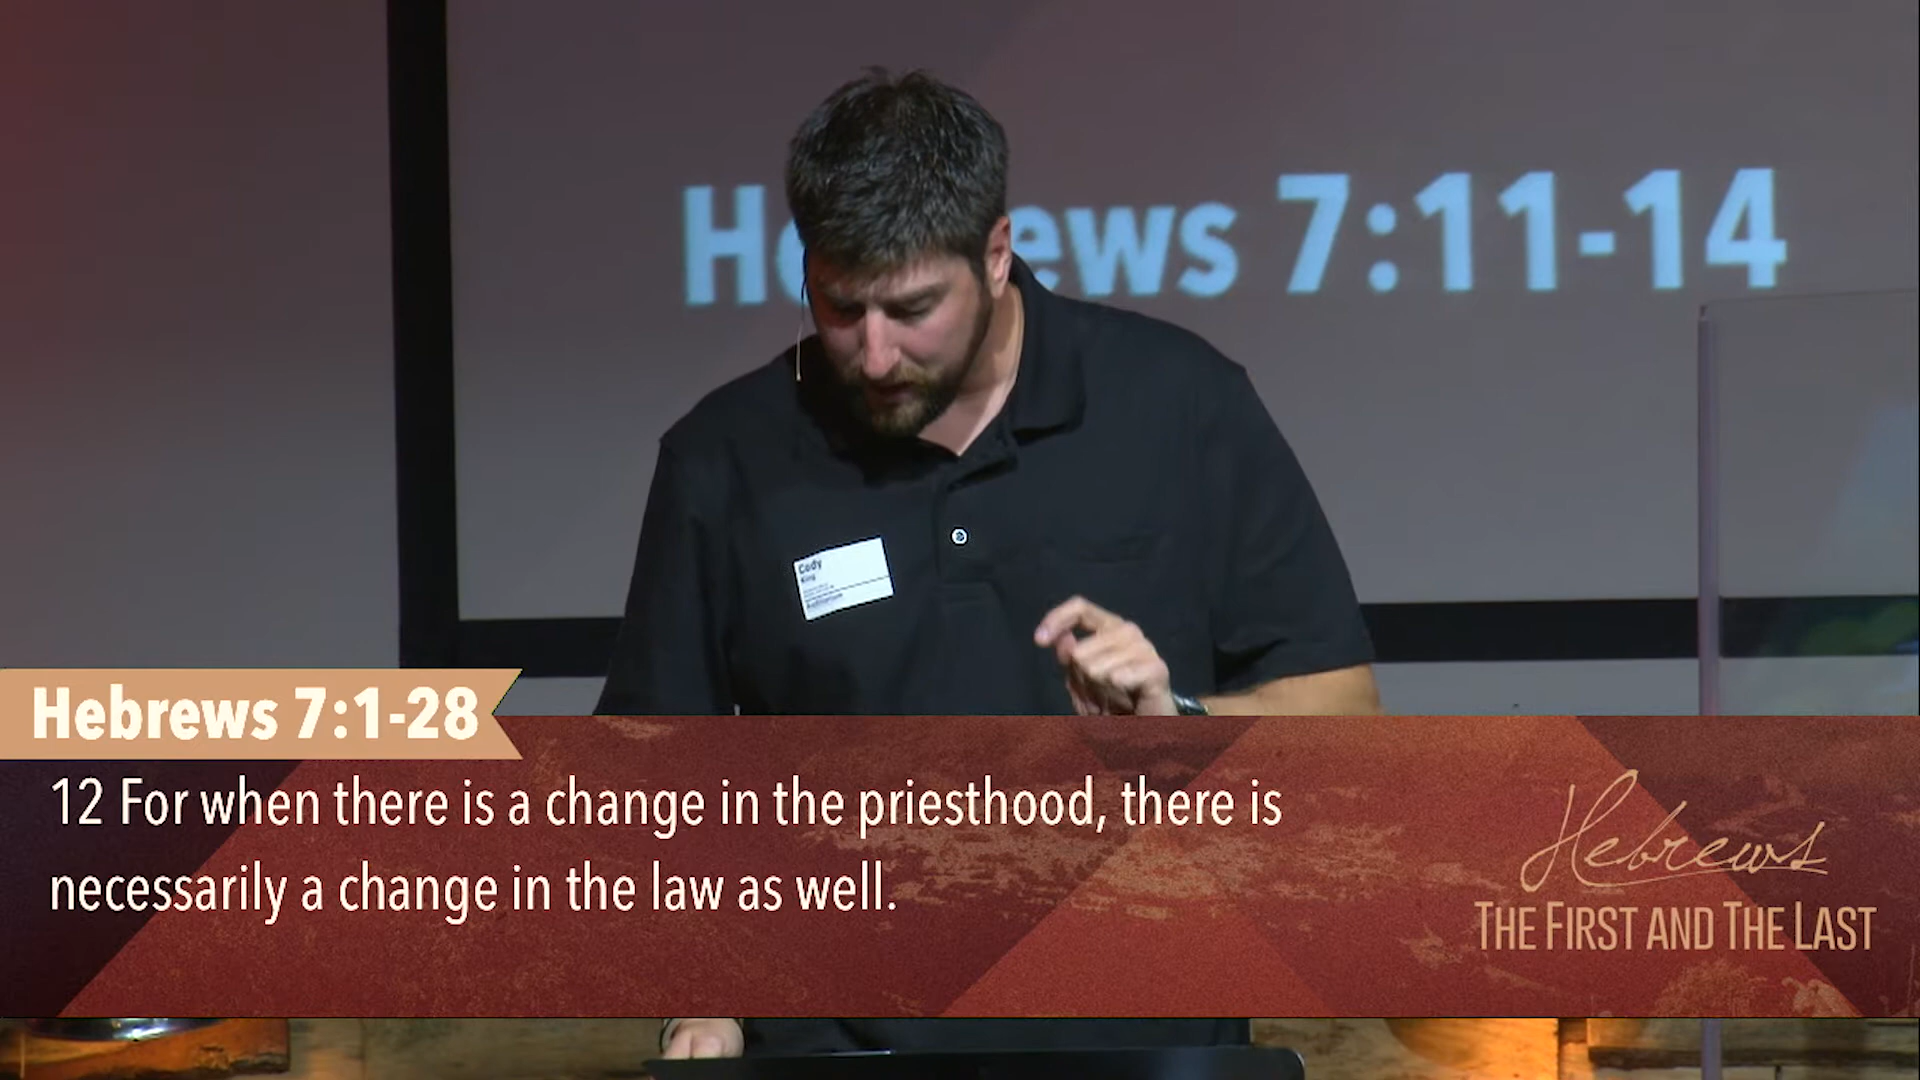 Hebrews 7:11-14
Cody
King
Hebrews 7:1-28
12 For when there is a change in the priesthood, there is
necessarily a change in the law as well.
Hebrews
THE FIRST AND THE LAST